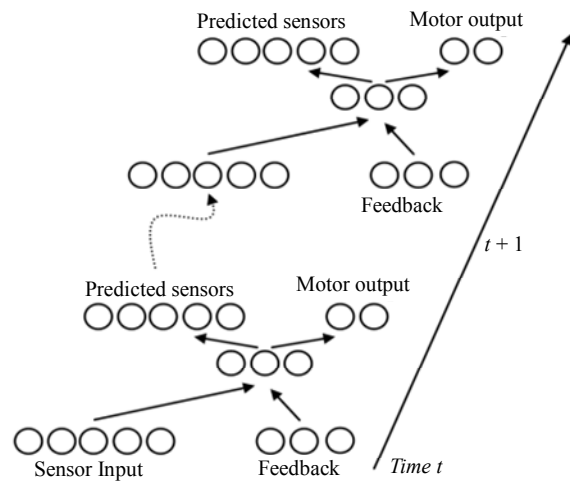 Predicted sensors
Motor output
Feedback
t + 1
Predicted sensors
Motor output
Sensor Input
Feedback
Time t